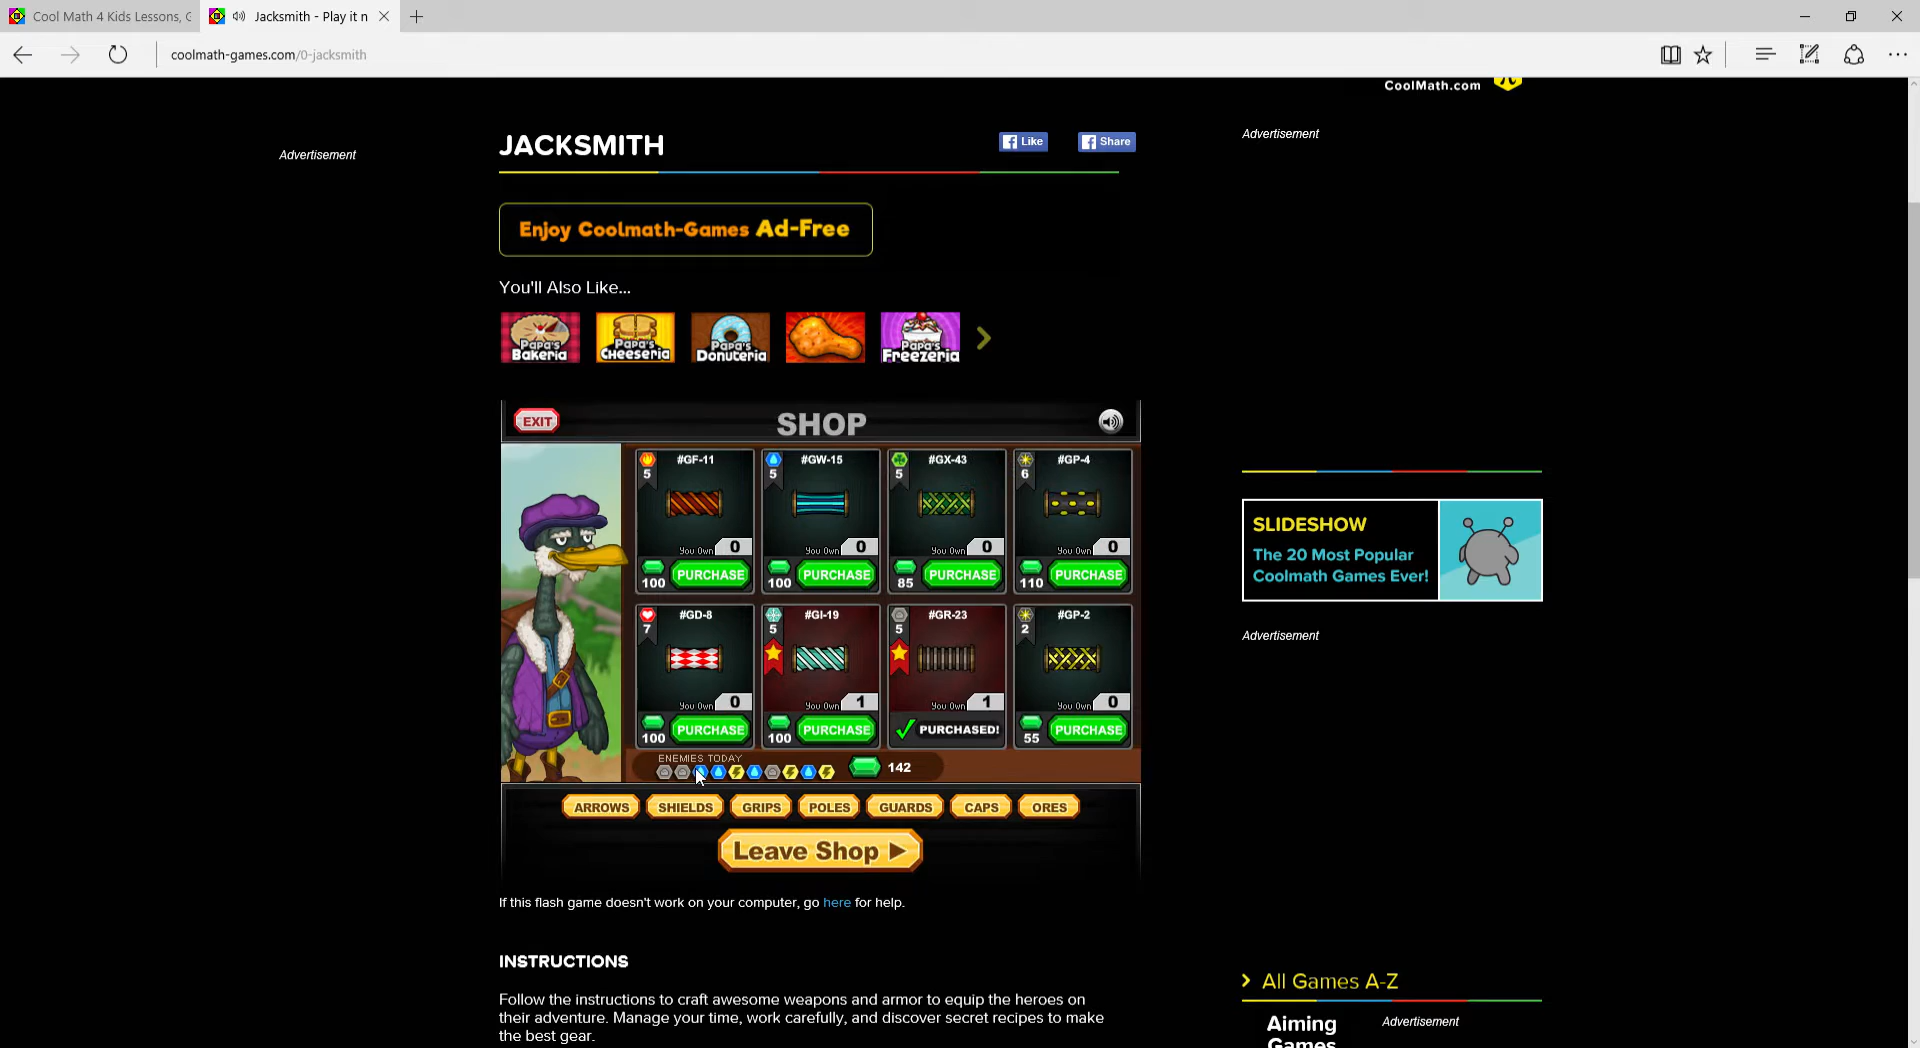 Cool Math 4 Kids Lessons, G
Jacksmith - Play it n
coolmath-games.com/0-jacksmith
CoolMath.com
Advertisement
JACKSMITH
Like
Share
Advertisement
Enjoy Coolmath-Games Ad-Free
You'll Also Like...
Papa's Bakeria
Papa's Cheeseria
Papa's Donuteria
Papa's Freezeria
EXIT
SHOP
5 #GF-11
5 #GW-15
5 #GX-43
6 #GP-4
You Own 0
You Own 0
You Own 0
You Own 0
100 PURCHASE
100 PURCHASE
85 PURCHASE
110 PURCHASE
7 #GD-8
5 #GI-19
5 #GR-23
2 #GP-2
You Own 0
You Own 1
You Own 1
You Own 0
100 PURCHASE
100 PURCHASE
PURCHASED!
55 PURCHASE
ENEMIES TODAY
142
ARROWS
SHIELDS
GRIPS
POLES
GUARDS
CAPS
ORES
Leave Shop
If this flash game doesn't work on your computer, go here for help.
INSTRUCTIONS
Follow the instructions to craft awesome weapons and armor to equip the heroes on
their adventure. Manage your time, work carefully, and discover secret recipes to make
the best gear.
SLIDESHOW
The 20 Most Popular
Coolmath Games Ever!
Advertisement
All Games A-Z
Aiming
Games
Advertisement